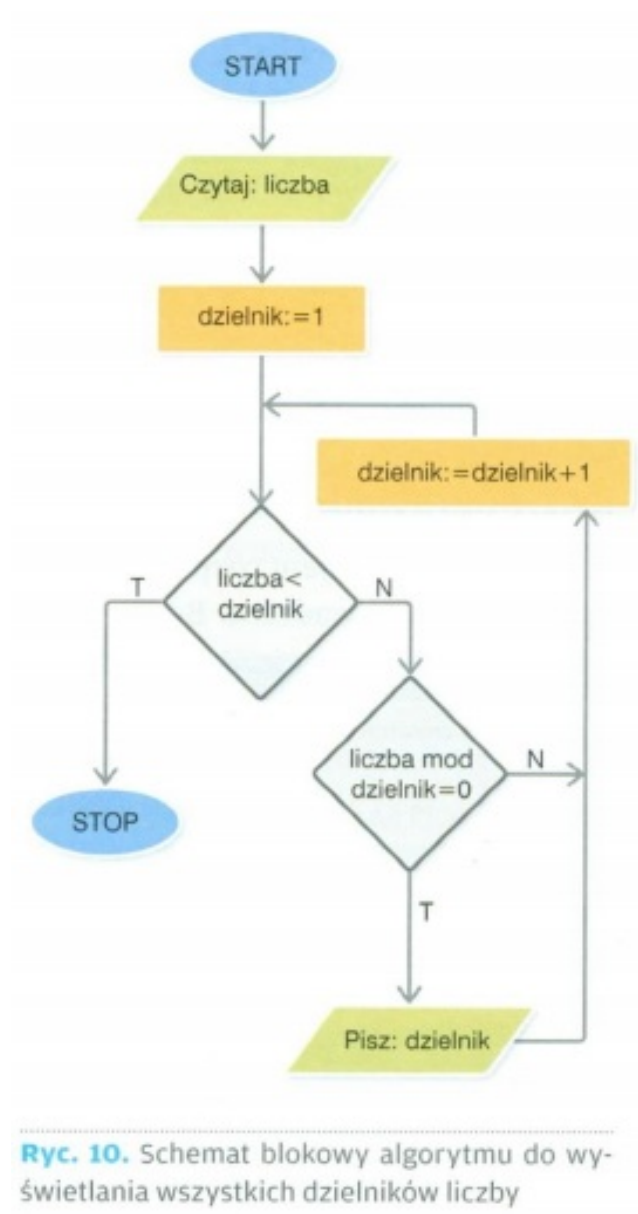 START
Czytaj: liczba
dzielnik:=1
dzielnik:=dzielnik+1
liczba<
dzielnik
T
N
liczba mod
dzielnik=0
N
STOP
T
Pisz: dzielnik
Ryc. 10. Schemat blokowy algorytmu do wy-
świetlania wszystkich dzielników liczby